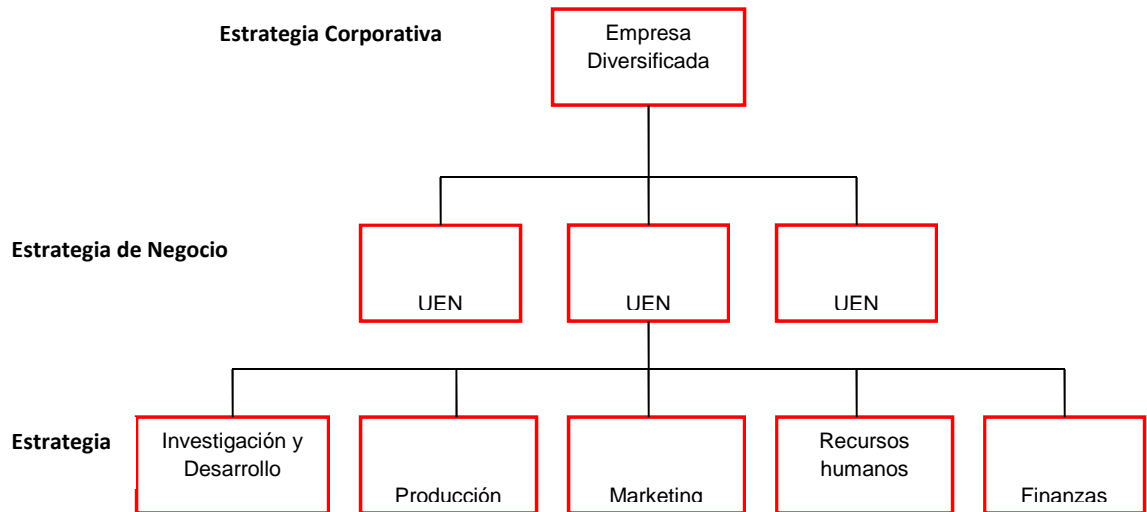 Estrategia Corporativa
Empresa
Diversificada
Estrategia de Negocio
UEN
UEN
UEN
Estrategia
Investigación y
Desarrollo
Producción
Marketing
Recursos
humanos
Finanzas